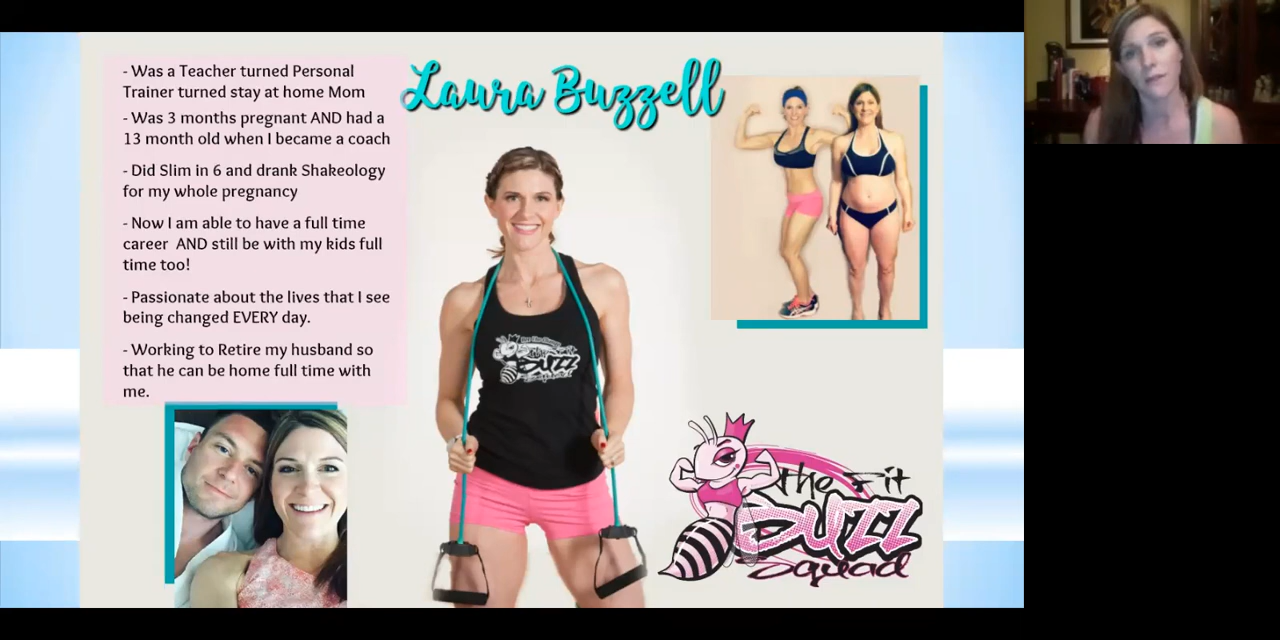 Laura Buzzell
- Was a Teacher turned Personal
Trainer turned stay at home Mom
- Was 3 months pregnant AND had a
13 month old when I became a coach
- Did Slim in 6 and drank Shakeology
for my whole pregnancy
- Now I am able to have a full time
career AND still be with my kids full
time too!
- Passionate about the lives that I see
being changed EVERY day.
- Working to Retire my husband so
that he can be home full time with
me.
BUZZ
the Fit
BUZZ
Squad